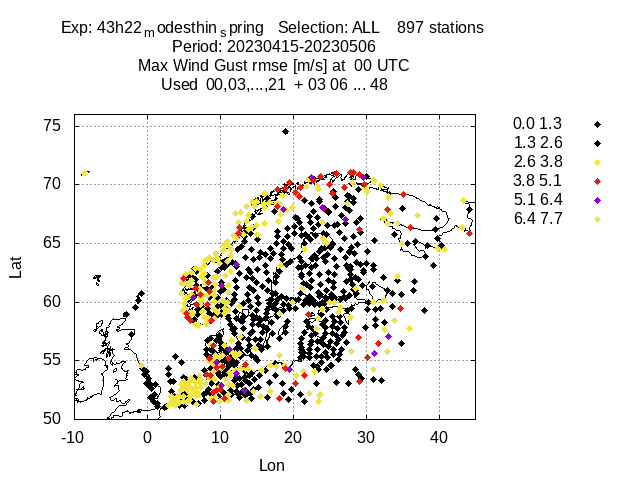 Exp: 43h22modesthinspring Selection: ALL 897 stations
Period: 20230415-20230506
Max Wind Gust rmse [m/s] at 00 UTC
Used 00,03,...,21 + 03 06 ... 48
0.0 1.3
1.3 2.6
2.6 3.8
3.8 5.1
5.1 6.4
6.4 7.7
75
70
65
60
55
50
Lat
-10 0 10 20 30 40
Lon